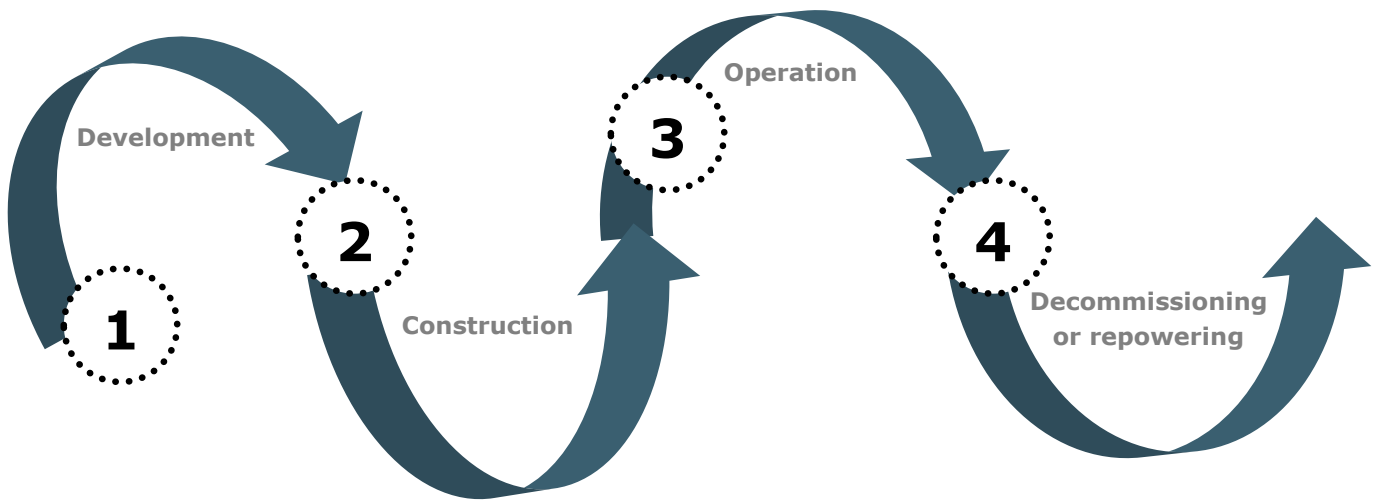 1
Development
2
Construction
3
Operation
4
Decommissioning
or repowering